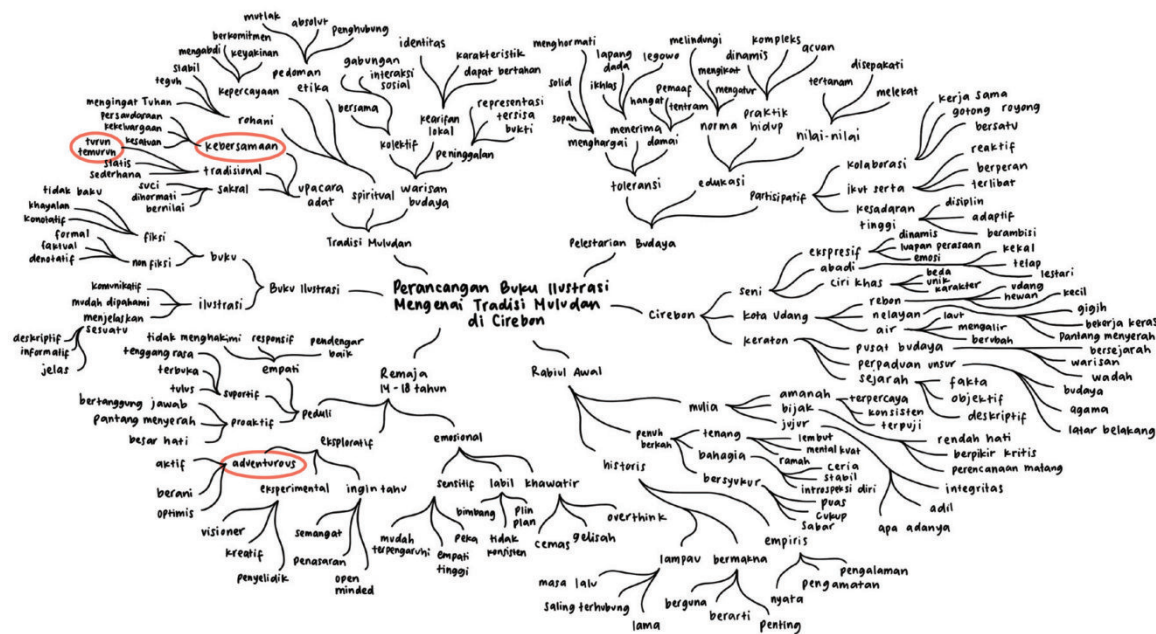 Perancangan Buku Ilustrasi
Mengenai Tradisi Muludan
di Cirebon
Tradisi Muludan
upacara
adat
kebersamaan
persaudaraan
kekeluargaan
kesatuan
tradisional
turun
temurun
statis
sederhana
sakral
suci
dihormati
bernilai
spiritual
rohani
mengingat Tuhan
teguh
stabil
kepercayaan
mengabdi
berkomitmen
keyakinan
pedoman
etika
mutlak
absolut
penghubung
warisan
budaya
kolektif
bersama
gabungan
interaksi
sosial
kearifan
lokal
identitas
karakteristik
dapat bertahan
peninggalan
representasi
tersisa
bukti
Pelestarian Budaya
toleransi
menghargai
sopan
solid
menghormati
menerima
ikhlas
lapang
dada
legowo
damai
hangat
pemaaf
tentram
edukasi
norma
melindungi
mengikat
mengatur
praktik
hidup
dinamis
kompleks
acuan
nilai-nilai
tertanam
disepakati
melekat
Partisipatif
kolaborasi
kerja sama
gotong royong
bersatu
ikut serta
reaktif
berperan
terlibat
kesadaran
tinggi
disiplin
adaptif
berambisi
Cirebon
seni
ekspresif
dinamis
luapan perasaan
emosi
abadi
kekal
tetap
lestari
ciri khas
beda
unik
karakter
kota udang
rebon
udang
hewan
kecil
nelayan
gigih
bekerja keras
pantang menyerah
air
laut
mengalir
berubah
keraton
pusat budaya
bersejarah
warisan
wadah
perpaduan unsur
budaya
agama
latar belakang
sejarah
fakta
objektif
deskriptif
Rabiul Awal
mulia
amanah
terpercaya
konsisten
terpuji
bijak
rendah hati
berpikir kritis
perencanaan matang
jujur
integritas
adil
apa adanya
penuh
berkah
tenang
lembut
mental kuat
bahagia
ramah
ceria
stabil
bersyukur
introspeksi diri
puas
cukup
sabar
historis
lampau
masa lalu
saling terhubung
lama
bermakna
berguna
berarti
penting
empiris
nyata
pengamatan
pengalaman
Remaja
14-18 tahun
peduli
empati
tidak menghakimi
responsif
pendengar
baik
suportif
tenggang rasa
terbuka
tulus
proaktif
bertanggung jawab
pantang menyerah
besar hati
eksploratif
adventurous
aktif
berani
optimis
eksperimental
visioner
kreatif
penyelidik
ingin tahu
semangat
penasaran
open
minded
emosional
sensitif
mudah
terpengaruhi
empati
tinggi
peka
labil
bimbang
tidak
konsisten
plin
plan
khawatir
cemas
gelisah
overthink
Buku Ilustrasi
buku
fiksi
tidak baku
khayalan
konotatif
nonfiksi
formal
faktual
denotatif
ilustrasi
komunikatif
mudah dipahami
menjelaskan
sesuatu
deskriptif
informatif
jelas